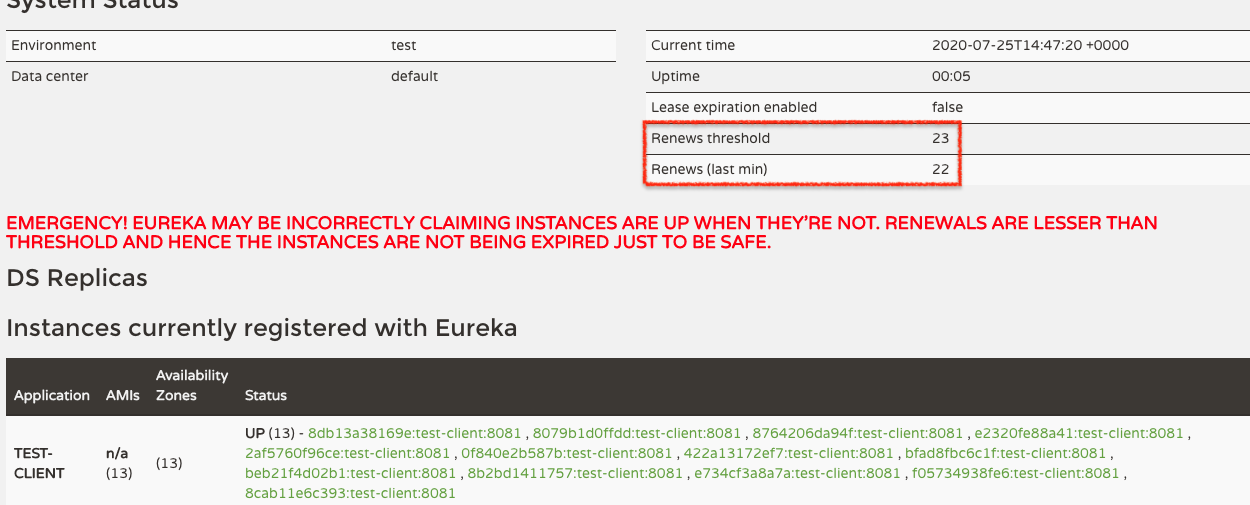 System Status
Environment test
Data center default
Current time 2020-07-25T14:47:20 +0000
Uptime 00:05
Lease expiration enabled false
Renews threshold 23
Renews (last min) 22
EMERGENCY! EUREKA MAY BE INCORRECTLY CLAIMING INSTANCES ARE UP WHEN THEY'RE NOT. RENEWALS ARE LESSER THAN
THRESHOLD AND HENCE THE INSTANCES ARE NOT BEING EXPIRED JUST TO BE SAFE.
DS Replicas
Instances currently registered with Eureka
Application AMIs Availability Zones Status
TEST-CLIENT n/a (13) (13)
UP (13) - 8db13a38169e:test-client:8081 , 8079b1d0ffdd:test-client:8081 , 8764206da94f:test-client:8081 , e2320fe88a41:test-client:8081 ,
2af5760f96ce:test-client:8081 , 0f840e2b587b:test-client:8081 , 422a13172ef7:test-client:8081 , bfad8fbc6c1f:test-client:8081 ,
beb21f4d02b1:test-client:8081 , 8b2bd1411757:test-client:8081 , e734cf3a8a7a:test-client:8081 , f05734938fe6:test-client:8081 ,
8cab11e6c393:test-client:8081